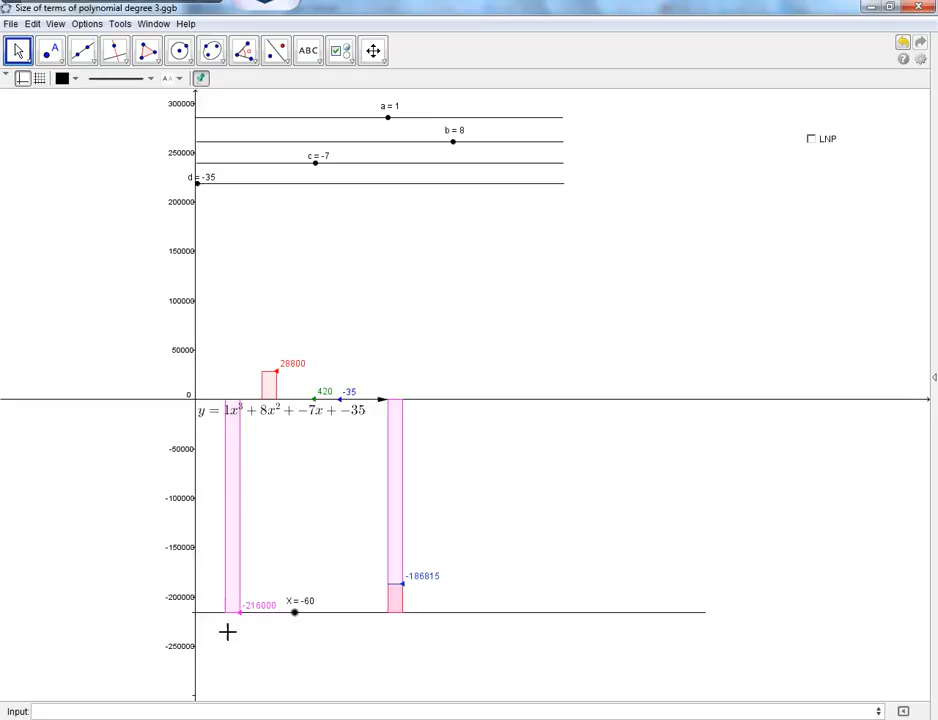 Size of terms of polynomial degree 3.ggb
File Edit View Options Tools Window Help
A ABC
300000
a = 1
b = 8
LNP
250000
c = -7
d = -35
200000
150000
100000
50000
28800
420 -35
0
y = 1x³ + 8x² + −7x + −35
-50000
-100000
-150000
-186815
-200000
X = -60
-216000
-250000
Input: